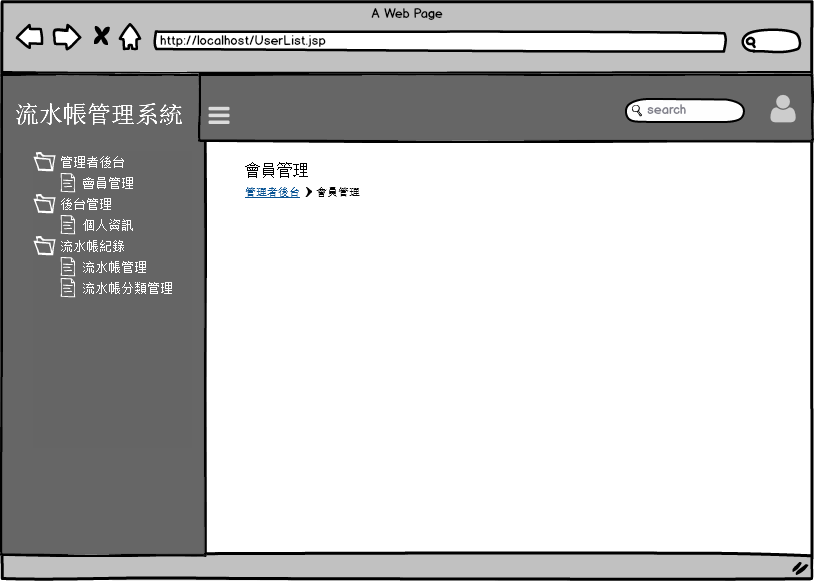 A Web Page
http://localhost/UserList.jsp
流水帳管理系統
search
管理者後台
會員管理
後台管理
個人資訊
流水帳紀錄
流水帳管理
流水帳分類管理
會員管理
管理者後台 ❯ 會員管理